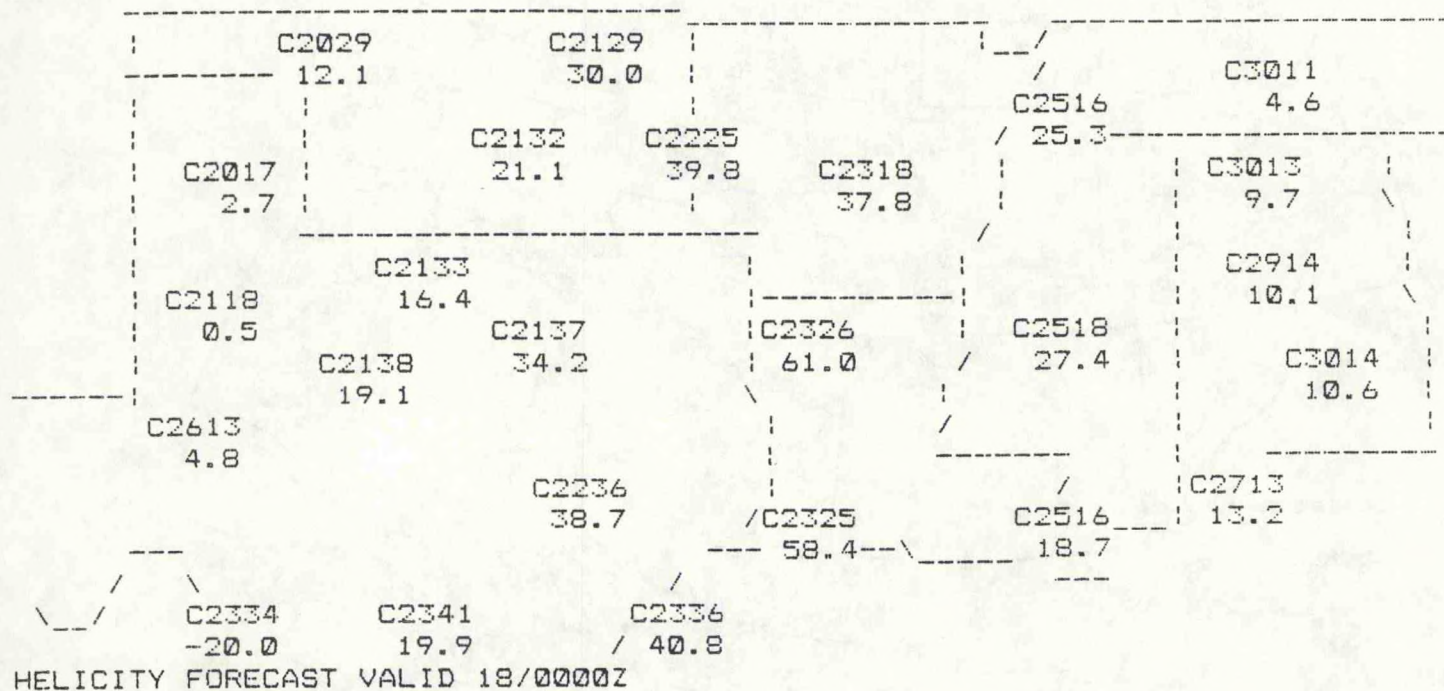 C2029 C2129
12.1 30.0 C3011
C2516 4.6
C2132 C2225 25.3
C2017 21.1 39.8 C2318 C3013
2.7 37.8 9.7
C2133 C2914
C2118 16.4 10.1
0.5 C2137 C2326 C2518
C2138 34.2 61.0 27.4 C3014
19.1 10.6
C2613
4.8
C2236 C2713
38.7 C2325 C2516 13.2
58.4 18.7
C2334 C2341 C2336
-20.0 19.9 40.8
HELICITY FORECAST VALID 18/0000Z